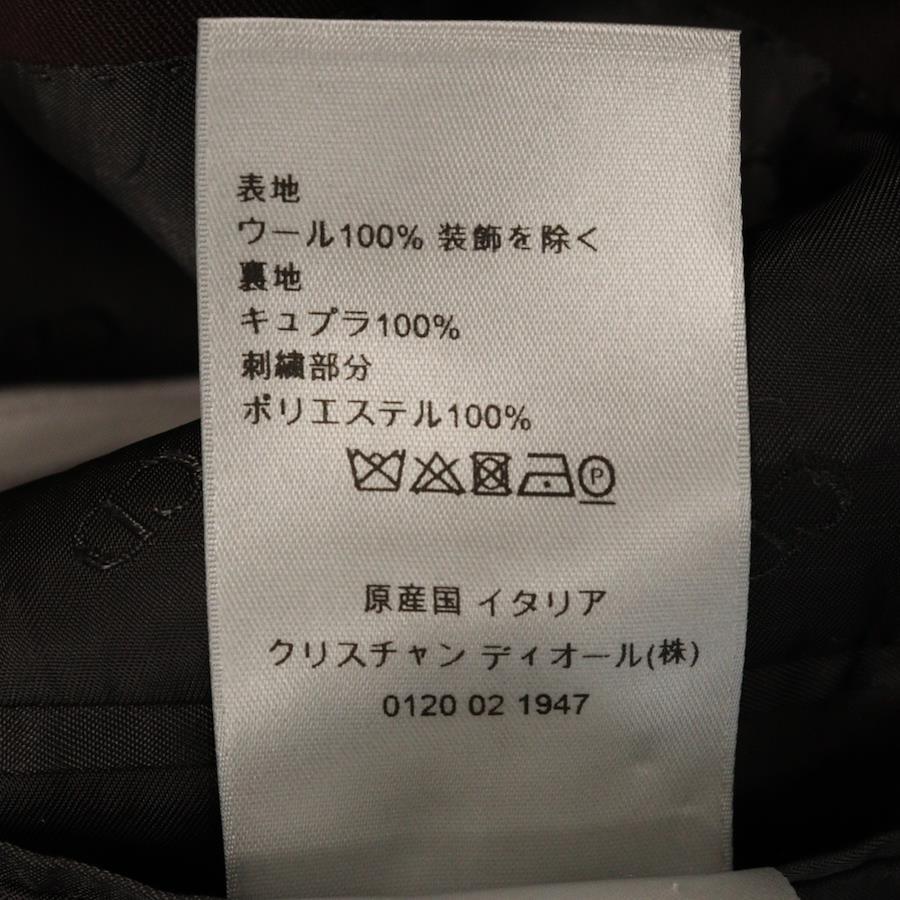 表地
ウール100% 装飾を除く
裏地
キュプラ100%
刺繍部分
ポリエステル100%
P
原産国 イタリア
クリスチャン ディオール(株)
0120 02 1947